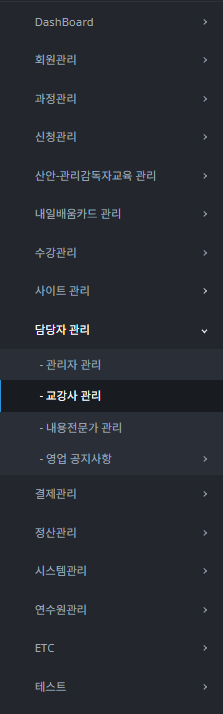 DashBoard
회원관리
과정관리
신청관리
산안-관리감독자교육 관리
내일배움카드 관리
수강관리
사이트 관리
담당자 관리
- 관리자 관리
- 교강사 관리
- 내용전문가 관리
- 영업 공지사항
결제관리
정산관리
시스템관리
연수원관리
ETC
테스트